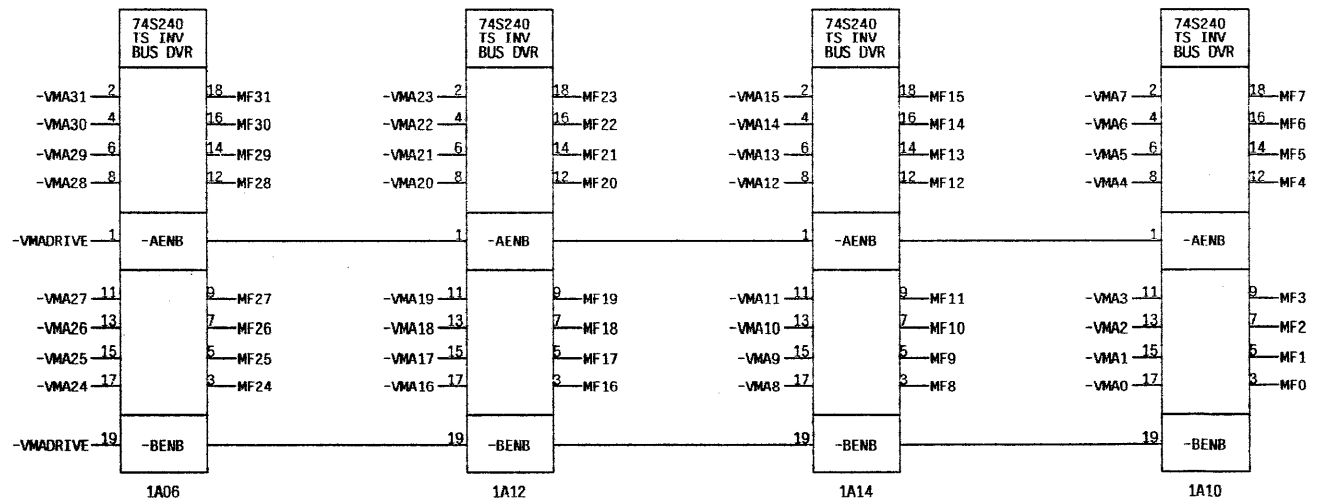 74S240 74S240 74S240 74S240
TS INV TS INV TS INV TS INV
BUS DVR BUS DVR BUS DVR BUS DVR
-VMA31 2 18 MF31 -VMA23 2 18 MF23 -VMA15 2 18 MF15 -VMA7 2 18 MF7
-VMA30 4 16 MF30 -VMA22 4 16 MF22 -VMA14 4 16 MF14 -VMA6 4 16 MF6
-VMA29 6 14 MF29 -VMA21 6 14 MF21 -VMA13 6 14 MF13 -VMA5 6 14 MF5
-VMA28 8 12 MF28 -VMA20 8 12 MF20 -VMA12 8 12 MF12 -VMA4 8 12 MF4
-VMADRIVE 1 -AENB 1 -AENB 1 -AENB 1 -AENB
-VMA27 11 9 MF27 -VMA19 11 9 MF19 -VMA11 11 9 MF11 -VMA3 11 9 MF3
-VMA26 13 7 MF26 -VMA18 13 7 MF18 -VMA10 13 7 MF10 -VMA2 13 7 MF2
-VMA25 15 5 MF25 -VMA17 15 5 MF17 -VMA9 15 5 MF9 -VMA1 15 5 MF1
-VMA24 17 3 MF24 -VMA16 17 3 MF16 -VMA8 17 3 MF8 -VMA0 17 3 MF0
-VMADRIVE 19 -BENB 19 -BENB 19 -BENB 19 -BENB
1A06 1A12 1A14 1A10